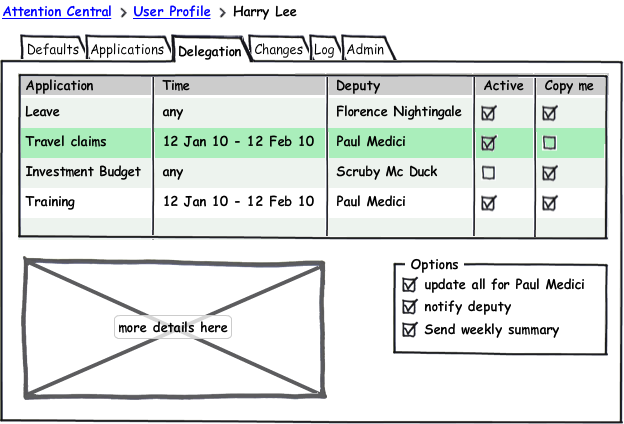 Attention Central > User Profile > Harry Lee
Defaults Applications Delegation Changes Log Admin
Application Time Deputy Active Copy me
Leave any Florence Nightingale
Travel claims 12 Jan 10 - 12 Feb 10 Paul Medici
Investment Budget any Scruby Mc Duck
Training 12 Jan 10 - 12 Feb 10 Paul Medici
Options
update all for Paul Medici
notify deputy
Send weekly summary
more details here